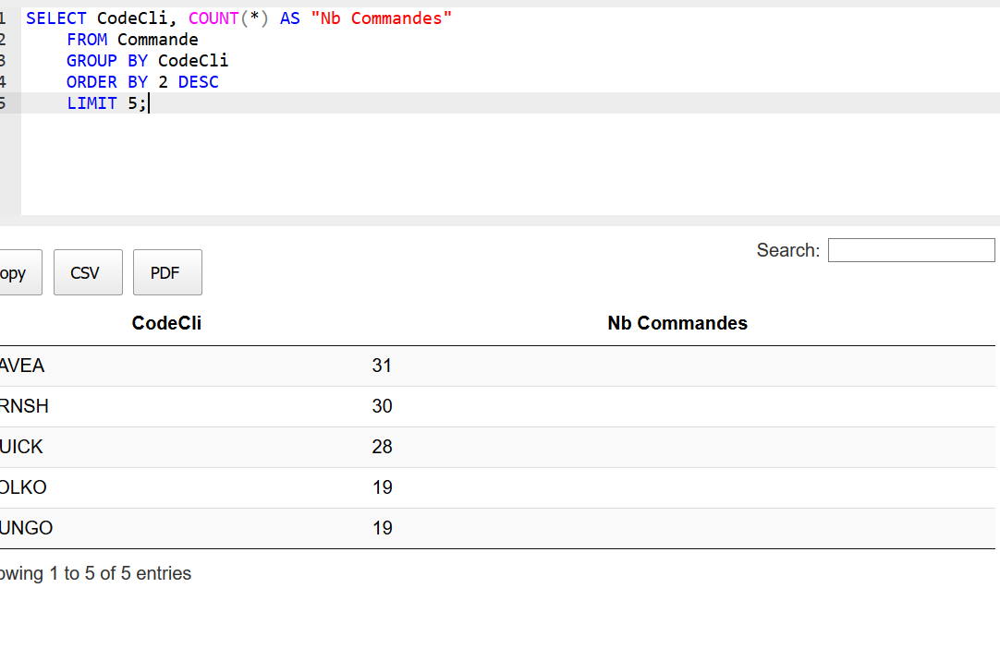 1 SELECT CodeCli, COUNT(*) AS "Nb Commandes"
2 FROM Commande
3 GROUP BY CodeCli
4 ORDER BY 2 DESC
5 LIMIT 5;
Search:
opy CSV PDF
CodeCli Nb Commandes
AVEA 31
RNSH 30
UICK 28
OLKO 19
UNGO 19
owing 1 to 5 of 5 entries